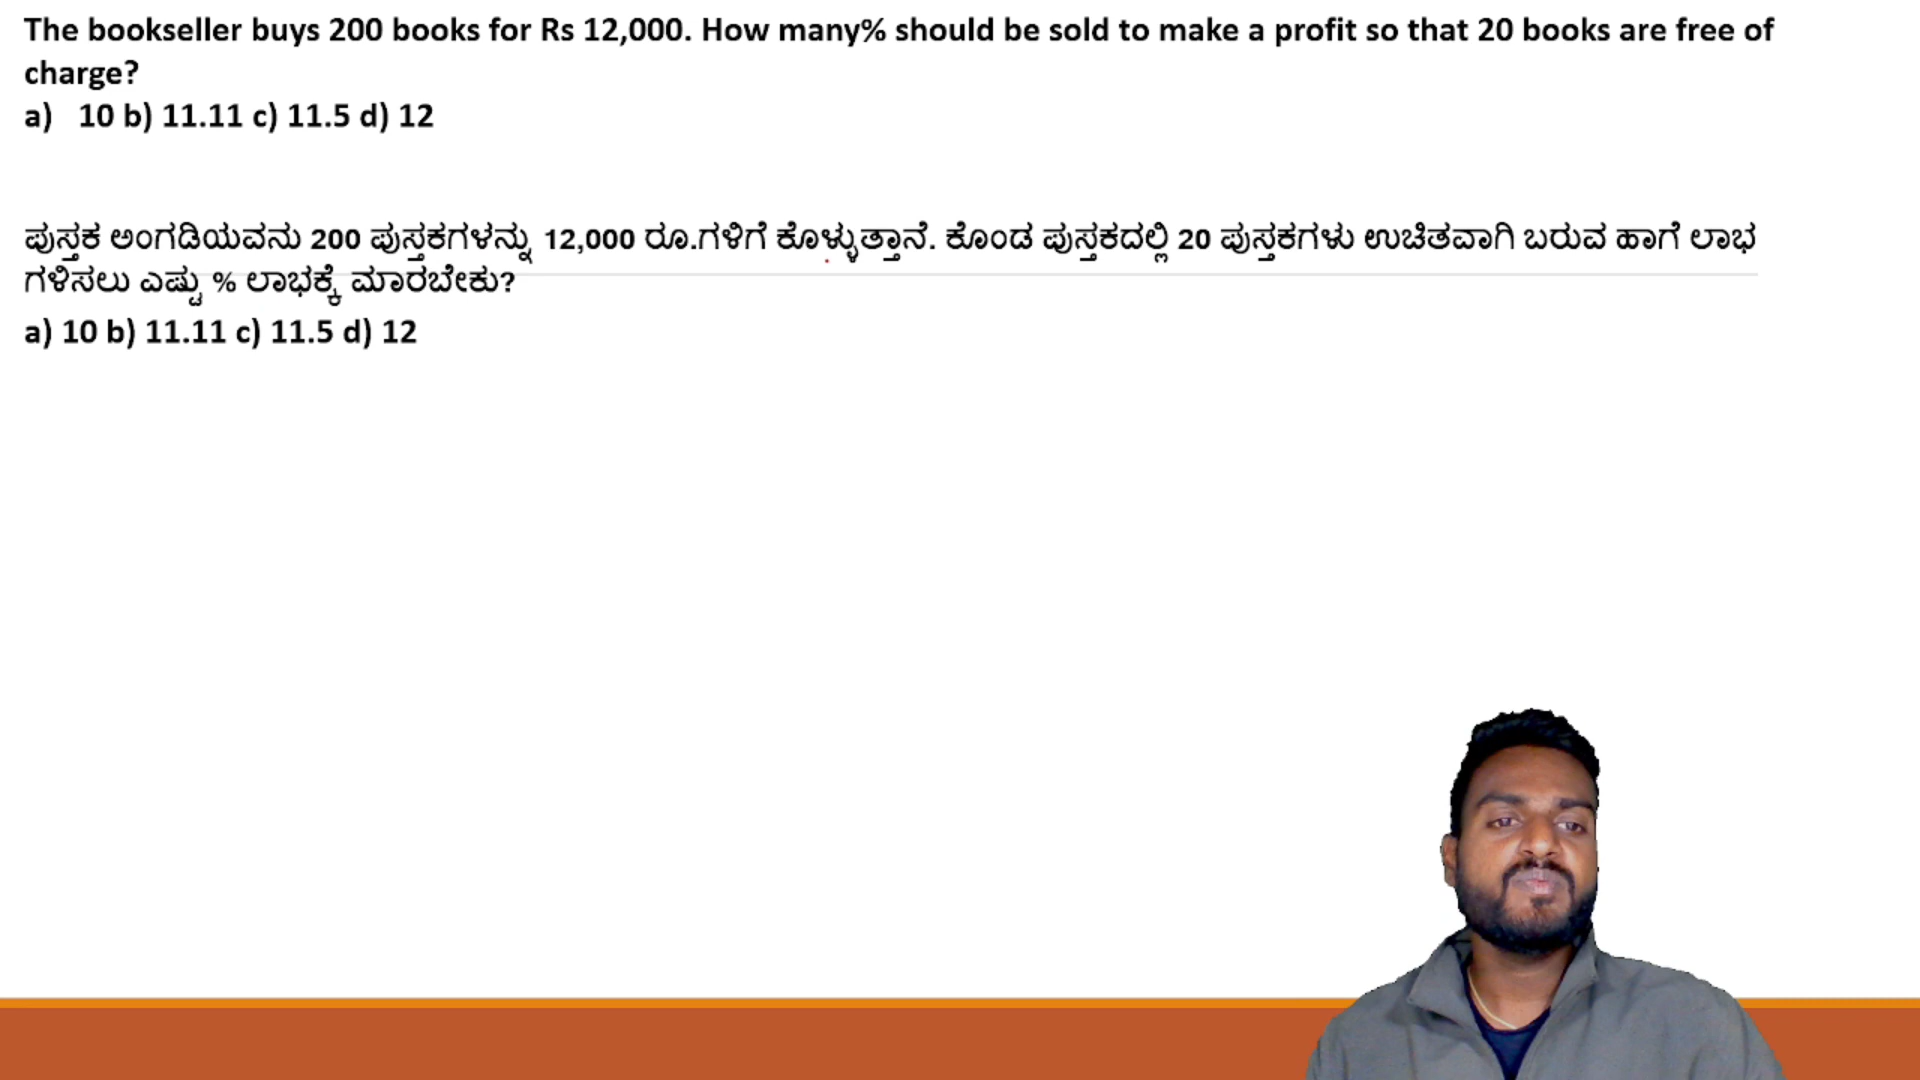 The bookseller buys 200 books for Rs 12,000. How many% should be sold to make a profit so that 20 books are free of
charge?
a) 10 b) 11.11 c) 11.5 d) 12
ಪುಸ್ತಕ ಅಂಗಡಿಯವನು 200 ಪುಸ್ತಕಗಳನ್ನು 12,000 ರೂ.ಗಳಿಗೆ ಕೊಳ್ಳುತ್ತಾನೆ. ಕೊಂಡ ಪುಸ್ತಕದಲ್ಲಿ 20 ಪುಸ್ತಕಗಳು ಉಚಿತವಾಗಿ ಬರುವ ಹಾಗೆ ಲಾಭ
ಗಳಿಸಲು ಎಷ್ಟು % ಲಾಭಕ್ಕೆ ಮಾರಬೇಕು?
a) 10 b) 11.11 c) 11.5 d) 12